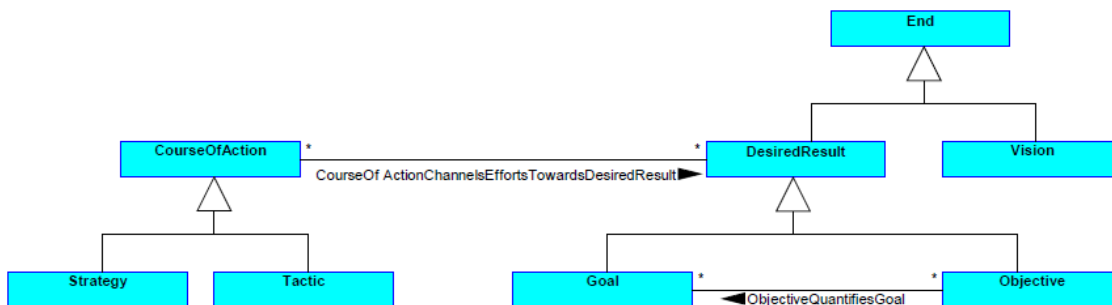 End
CourseOfAction
*
*
DesiredResult
Vision
CourseOf ActionChannelsEffortsTowardsDesiredResult
Strategy
Tactic
Goal
*
*
Objective
ObjectiveQuantifiesGoal